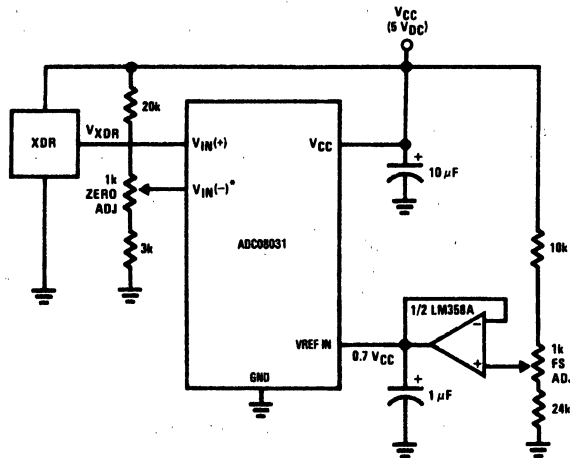 VCC
(5 VDC)
XDR
VXDR
20k
VIN(+)
VCC
10 µF
1k
ZERO
ADJ
VIN(–)*
3k
ADC08031
10k
1/2 LM358A
–
+
VREF IN
0.7 VCC
1k
FS
ADJ
GND
+
1 µF
24k
+